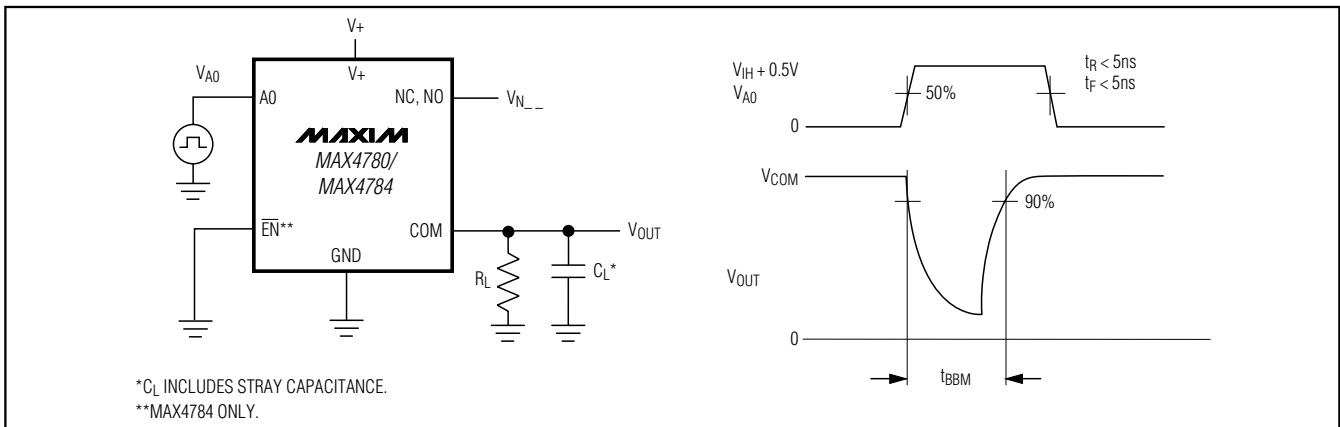 V+
V+
VA0
A0
NC, NO
VN_ _
MAXIM
MAX4780/
MAX4784
EN**
COM
VOUT
GND
RL
CL*
*CL INCLUDES STRAY CAPACITANCE.
**MAX4784 ONLY.
VIH + 0.5V
VA0
0
50%
tR < 5ns
tF < 5ns
VCOM
90%
VOUT
0
tBBM